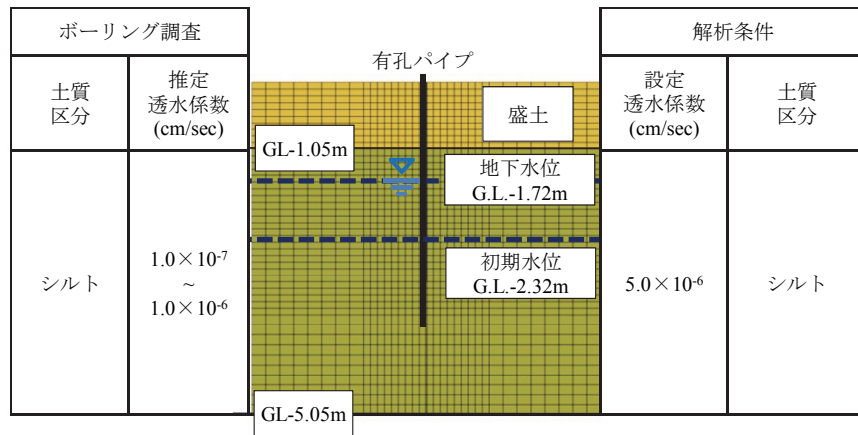 ボーリング調査
土質
区分
推定
透水係数
(cm/sec)
シルト
1.0×10⁻⁷
~
1.0×10⁻⁶
有孔パイプ
盛土
GL-1.05m
地下水位
G.L.-1.72m
初期水位
G.L.-2.32m
GL-5.05m
解析条件
設定
透水係数
(cm/sec)
土質
区分
5.0×10⁻⁶
シルト